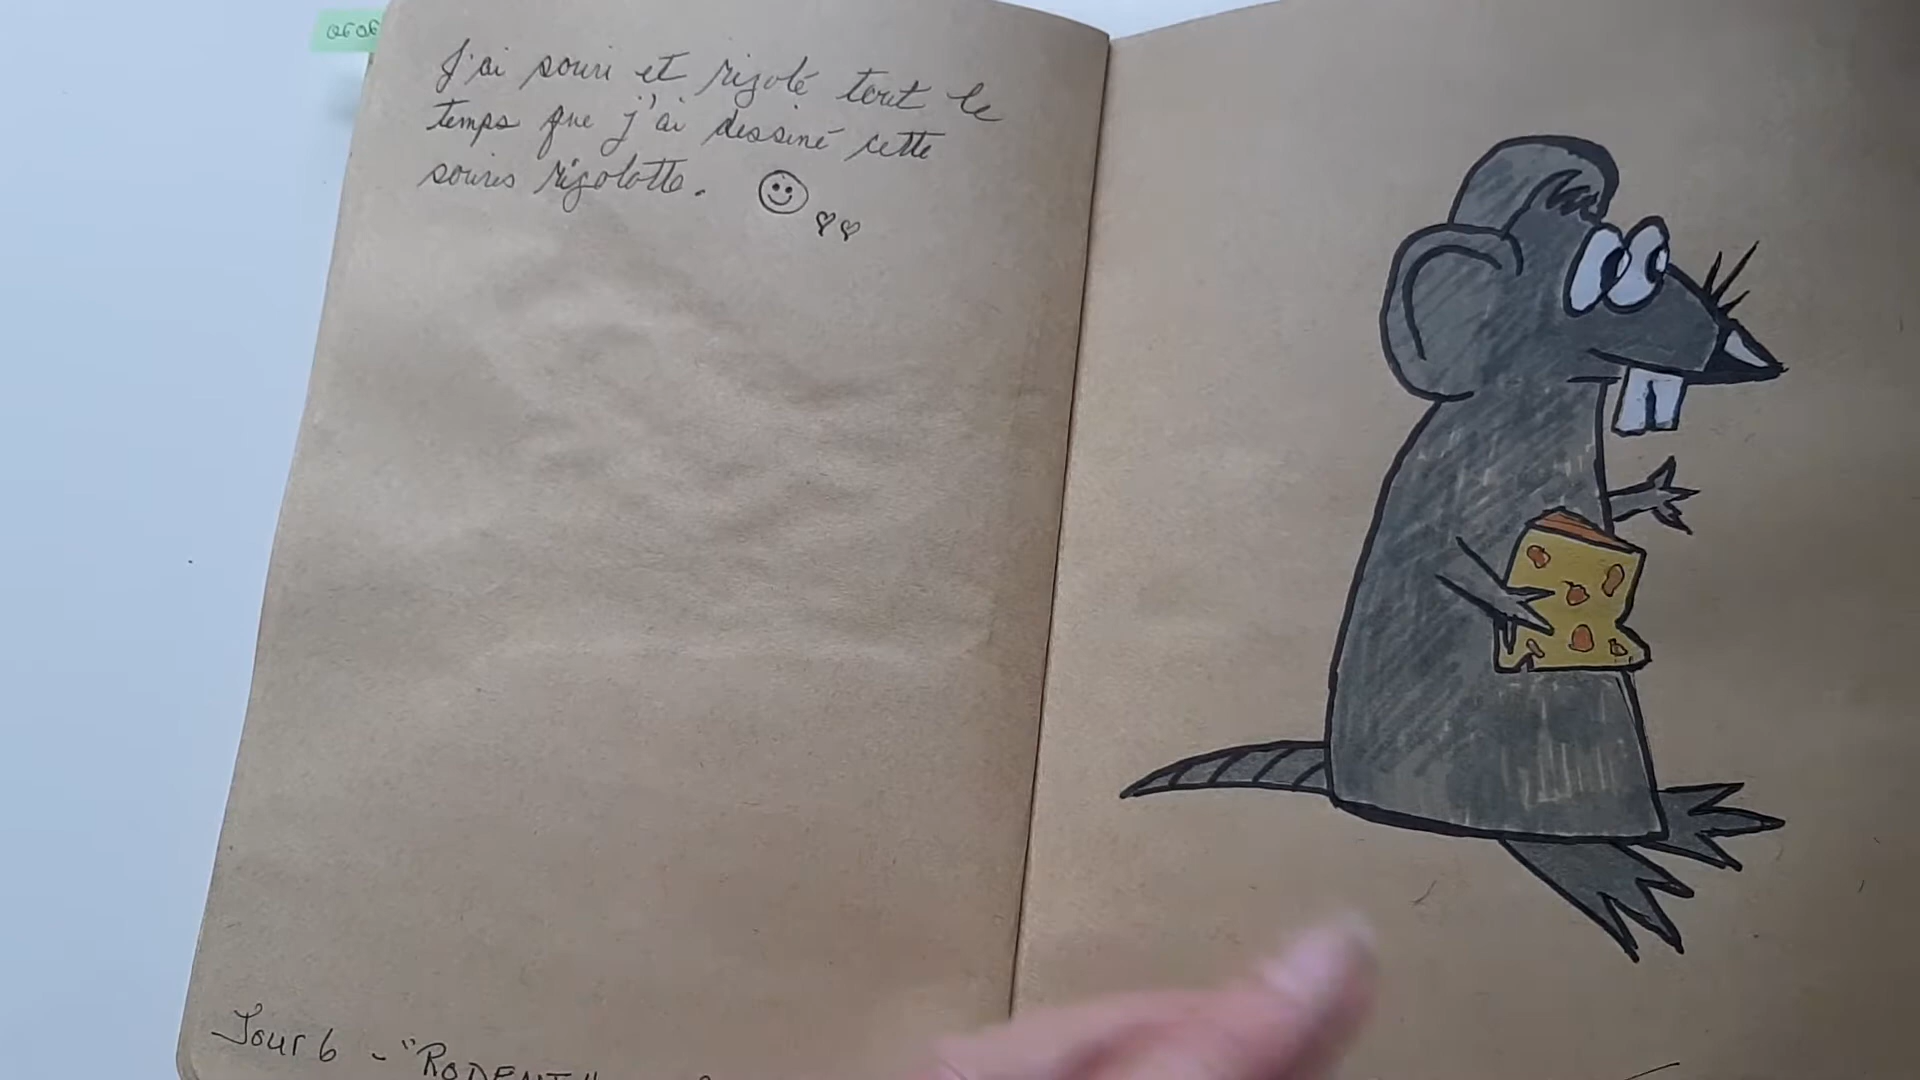 J'ai souri et rigolé tout le
temps que j'ai dessiné cette
souris rigolotte.
Jour 6 - "RODENT"